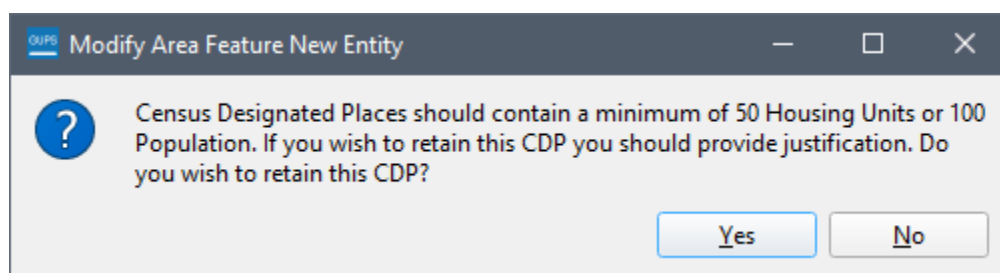 GUPS Modify Area Feature New Entity
?
Census Designated Places should contain a minimum of 50 Housing Units or 100
Population. If you wish to retain this CDP you should provide justification. Do
you wish to retain this CDP?
Yes No